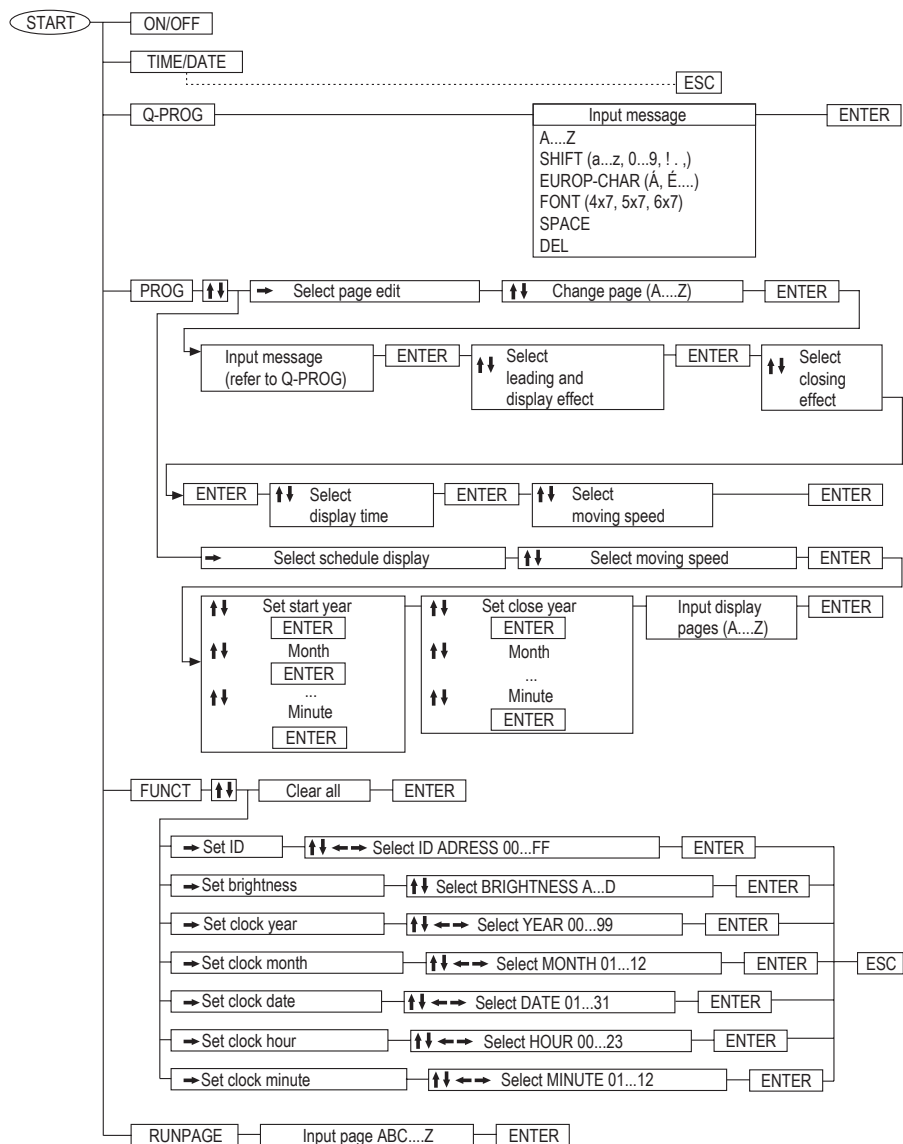 START
ON/OFF
TIME/DATE
ESC
Q-PROG
Input message
ENTER
A....Z
SHIFT (a...z, 0...9, ! . ,)
EUROP-CHAR (Á, É....)
FONT (4x7, 5x7, 6x7)
SPACE
DEL
PROG
Select page edit
Change page (A....Z)
ENTER
Input message
(refer to Q-PROG)
ENTER
Select
leading and
display effect
ENTER
Select
closing
effect
ENTER
Select
display time
ENTER
Select
moving speed
ENTER
Select schedule display
Select moving speed
ENTER
Set start year
ENTER
Month
ENTER
...
Minute
ENTER
Set close year
ENTER
Month
...
Minute
ENTER
Input display
pages (A....Z)
ENTER
FUNCT
Clear all
ENTER
Set ID
Select ID ADRESS 00...FF
ENTER
Set brightness
Select BRIGHTNESS A...D
ENTER
Set clock year
Select YEAR 00...99
ENTER
Set clock month
Select MONTH 01...12
ENTER
ESC
Set clock date
Select DATE 01...31
ENTER
Set clock hour
Select HOUR 00...23
ENTER
Set clock minute
Select MINUTE 01...12
ENTER
RUNPAGE
Input page ABC....Z
ENTER